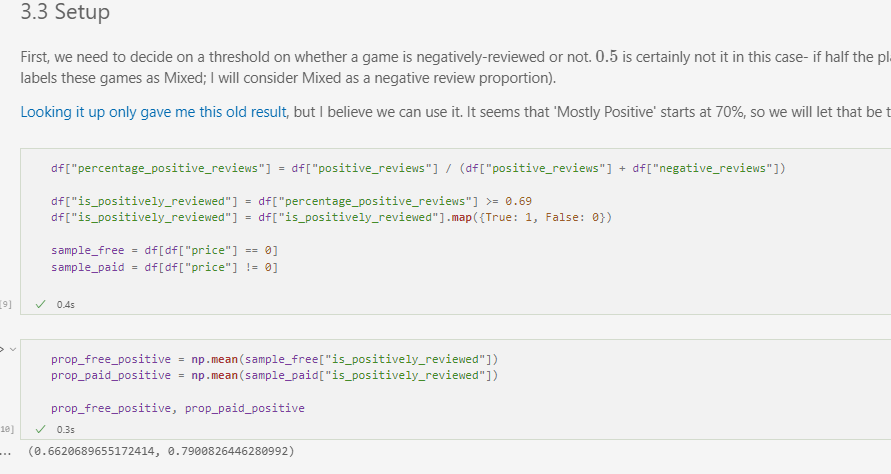 3.3 Setup
First, we need to decide on a threshold on whether a game is negatively-reviewed or not. 0.5 is certainly not it in this case- if half the
labels these games as Mixed; I will consider Mixed as a negative review proportion).
Looking it up only gave me this old result, but I believe we can use it. It seems that 'Mostly Positive' starts at 70%, so we will let that be
df["percentage_positive_reviews"] = df["positive_reviews"] / (df["positive_reviews"] + df["negative_reviews"])
df["is_positively_reviewed"] = df["percentage_positive_reviews"] >= 0.69
df["is_positively_reviewed"] = df["is_positively_reviewed"].map({True: 1, False: 0})
sample_free = df[df["price"] == 0]
sample_paid = df[df["price"] != 0]
[9]
0.4s
prop_free_positive = np.mean(sample_free["is_positively_reviewed"])
prop_paid_positive = np.mean(sample_paid["is_positively_reviewed"])
prop_free_positive, prop_paid_positive
10]
0.3s
... (0.6620689655172414, 0.7900826446280992)